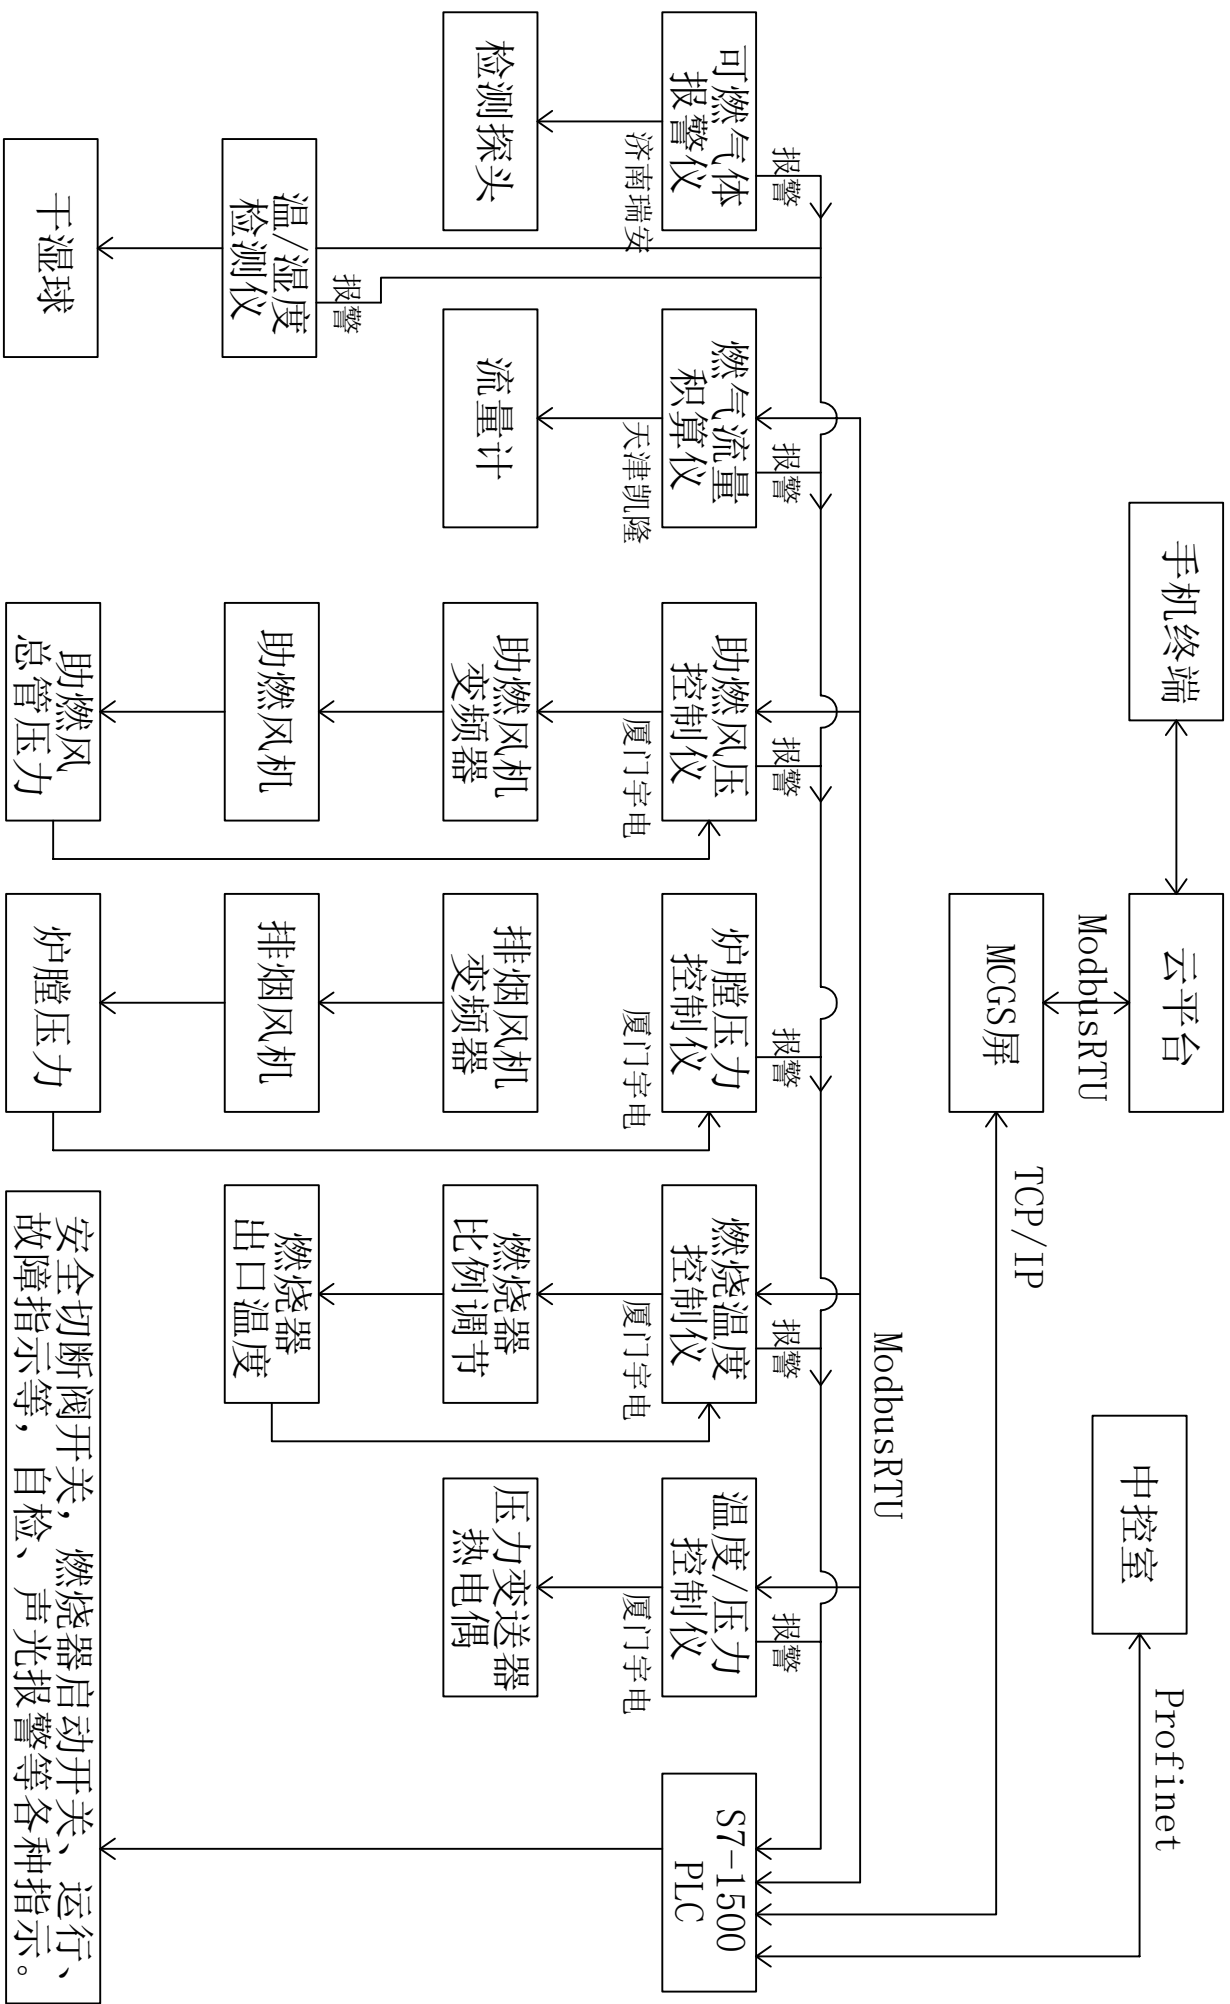 手机终端
云平台
ModbusRTU
MCGS屏
TCP/IP
中控室
Profinet
ModbusRTU
可燃气体
报警仪
报警
济南瑞安
检测探头
温/湿度
检测仪
报警
干湿球
燃气流量
积算仪
报警
天津凯隆
流量计
助燃风压
控制仪
报警
厦门宇电
助燃风机
变频器
助燃风机
助燃风
总管压力
炉膛压力
控制仪
报警
厦门宇电
排烟风机
变频器
排烟风机
炉膛压力
燃烧温度
控制仪
报警
厦门宇电
燃烧器
比例调节
燃烧器
出口温度
温度/压力
控制仪
报警
厦门宇电
压力变送器
热电偶
S7-1500
PLC
安全切断阀开关，燃烧器启动开关、运行、
故障指示等，自检、声光报警等各种指示。